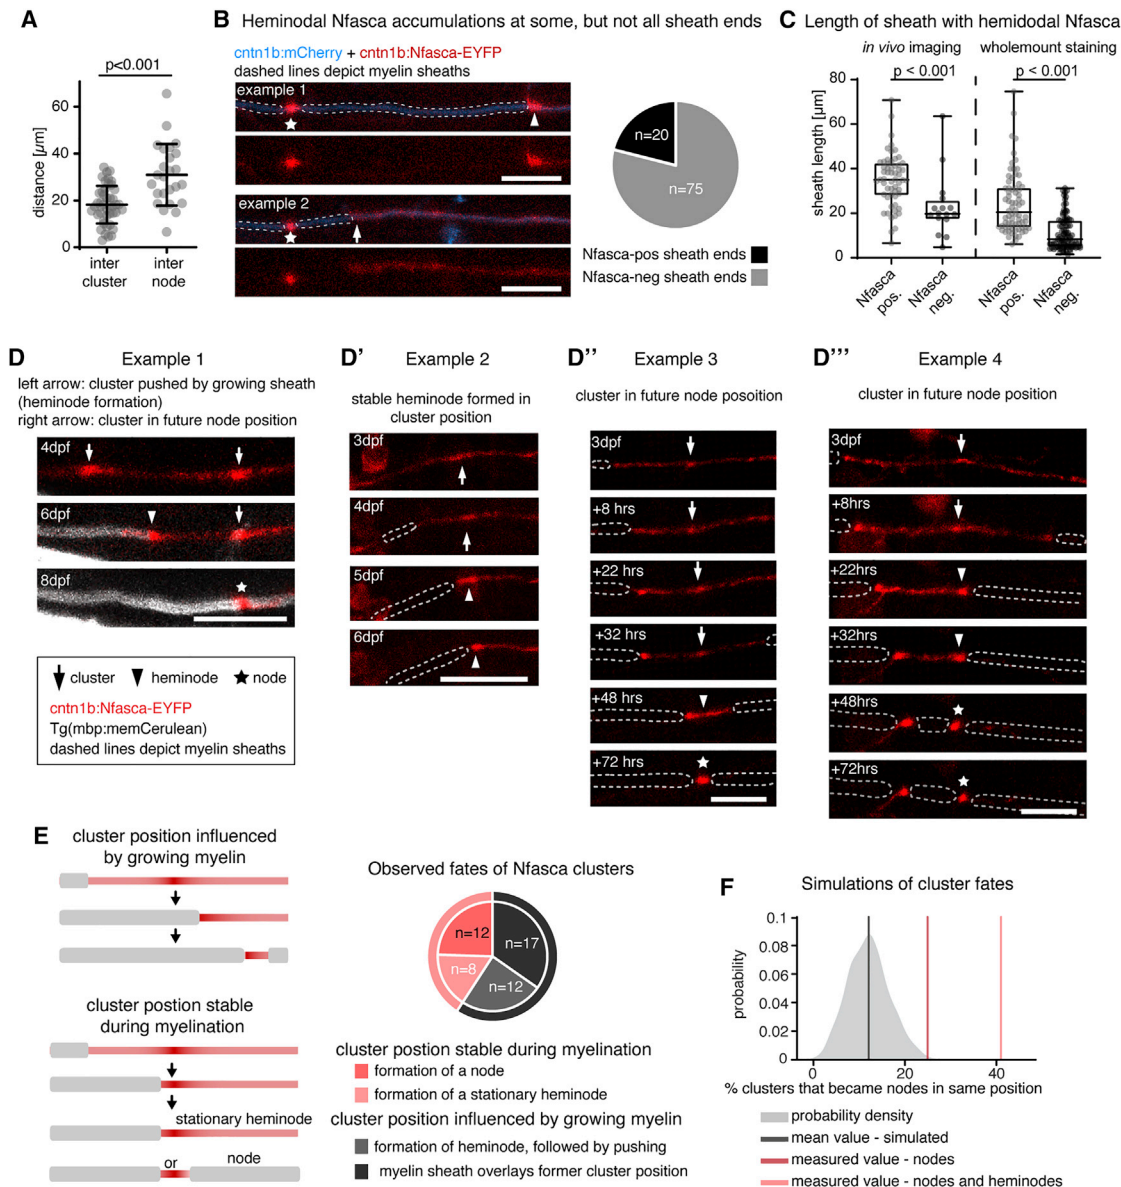 A
p<0.001
distance [µm]
60
40
20
0
inter cluster
inter node
B Heminodal Nfasca accumulations at some, but not all sheath ends
cntn1b:mCherry + cntn1b:Nfasca-EYFP
dashed lines depict myelin sheaths
example 1
example 2
n=20
n=75
Nfasca-pos sheath ends
Nfasca-neg sheath ends
C Length of sheath with hemidodal Nfasca
in vivo imaging
wholemount staining
p < 0.001
p < 0.001
sheath length [µm]
80
60
40
20
0
Nfasca pos.
Nfasca neg.
Nfasca pos.
Nfasca neg.
D Example 1
left arrow: cluster pushed by growing sheath
(heminode formation)
right arrow: cluster in future node position
4dpf
6dpf
8dpf
cluster heminode node
cntn1b:Nfasca-EYFP
Tg(mbp:memCerulean)
dashed lines depict myelin sheaths
D' Example 2
stable heminode formed in
cluster position
3dpf
4dpf
5dpf
6dpf
D'' Example 3
cluster in future node posoition
3dpf
+8 hrs
+22 hrs
+32 hrs
+48 hrs
+72 hrs
D''' Example 4
cluster in future node position
3dpf
+8hrs
+22hrs
+32hrs
+48hrs
+72hrs
E
cluster position influenced
by growing myelin
cluster postion stable
during myelination
stationary heminode
or
node
Observed fates of Nfasca clusters
n=12
n=17
n=8
n=12
cluster postion stable during myelination
formation of a node
formation of a stationary heminode
cluster position influenced by growing myelin
formation of heminode, followed by pushing
myelin sheath overlays former cluster position
F
Simulations of cluster fates
probability
0.1
0.08
0.06
0.04
0.02
0
0 20 40
% clusters that became nodes in same position
probability density
mean value - simulated
measured value - nodes
measured value - nodes and heminodes